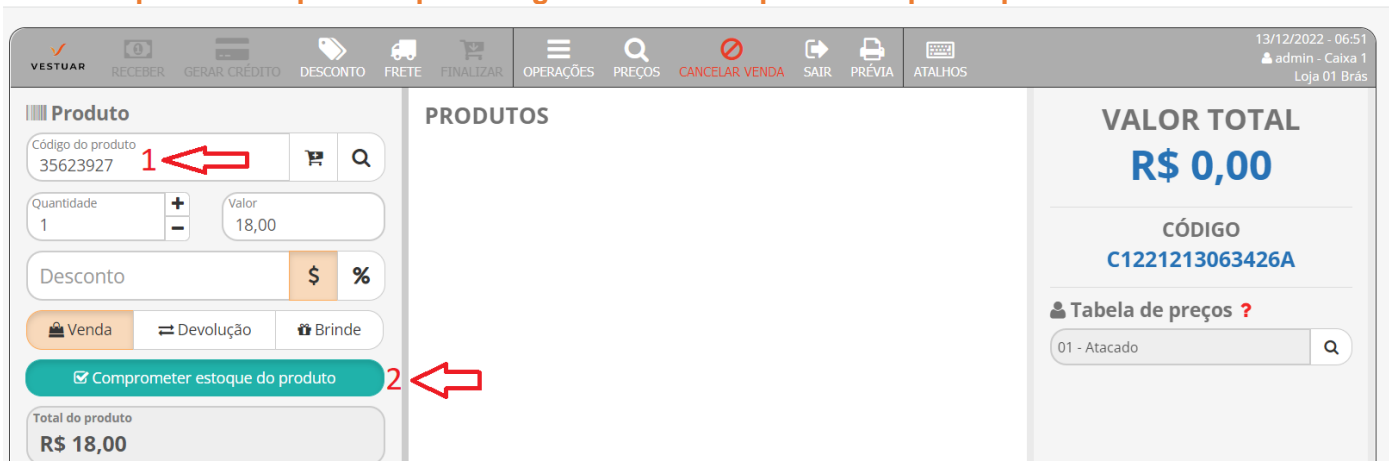 13/12/2022 - 06:51
VESTUAR
RECEBER GERAR CRÉDITO DESCONTO FRETE FINALIZAR OPERAÇÕES PREÇOS CANCELAR VENDA SAIR PRÉVIA ATALHOS
admin - Caixa 1
Loja 01 Brás
Produto
Código do produto
35623927 1
Quantidade Valor
1 18,00
Desconto $ %
Venda Devolução Brinde
Comprometer estoque do produto 2
Total do produto
R$ 18,00
PRODUTOS
VALOR TOTAL
R$ 0,00
CÓDIGO
C1221213063426A
Tabela de preços ?
01 - Atacado